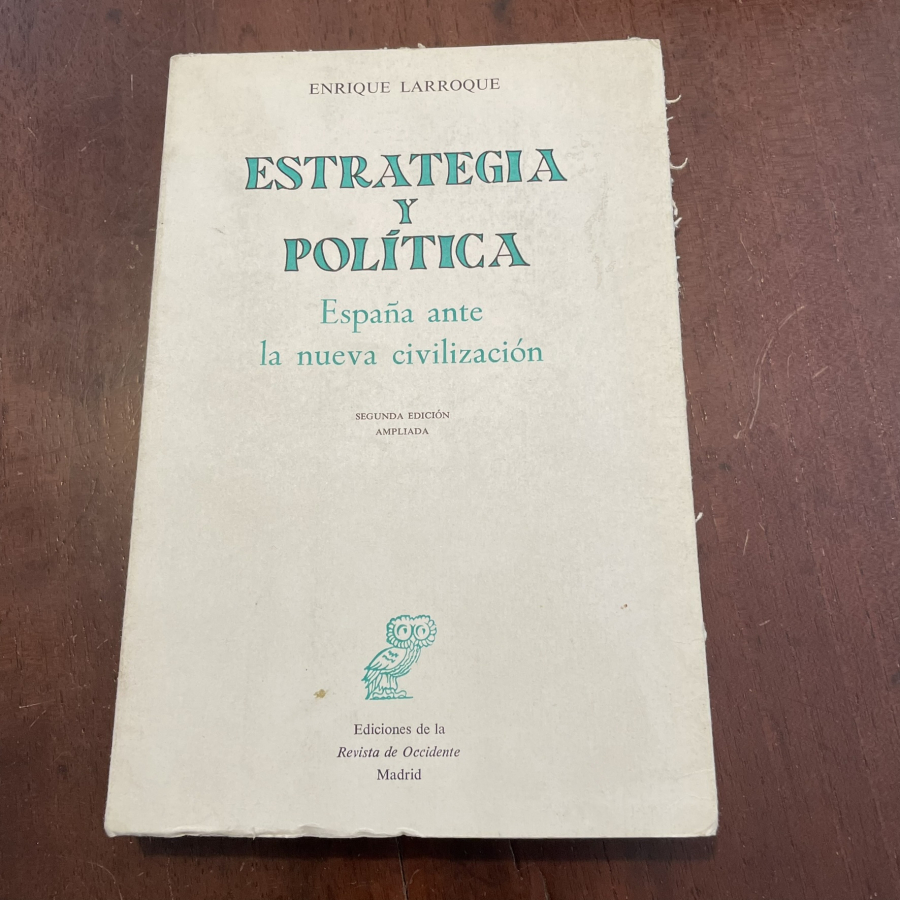 ENRIQUE LARROQUE
ESTRATEGIA
Y
POLÍTICA
España ante
la nueva civilización
SEGUNDA EDICIÓN
AMPLIADA
Ediciones de la
Revista de Occidente
Madrid